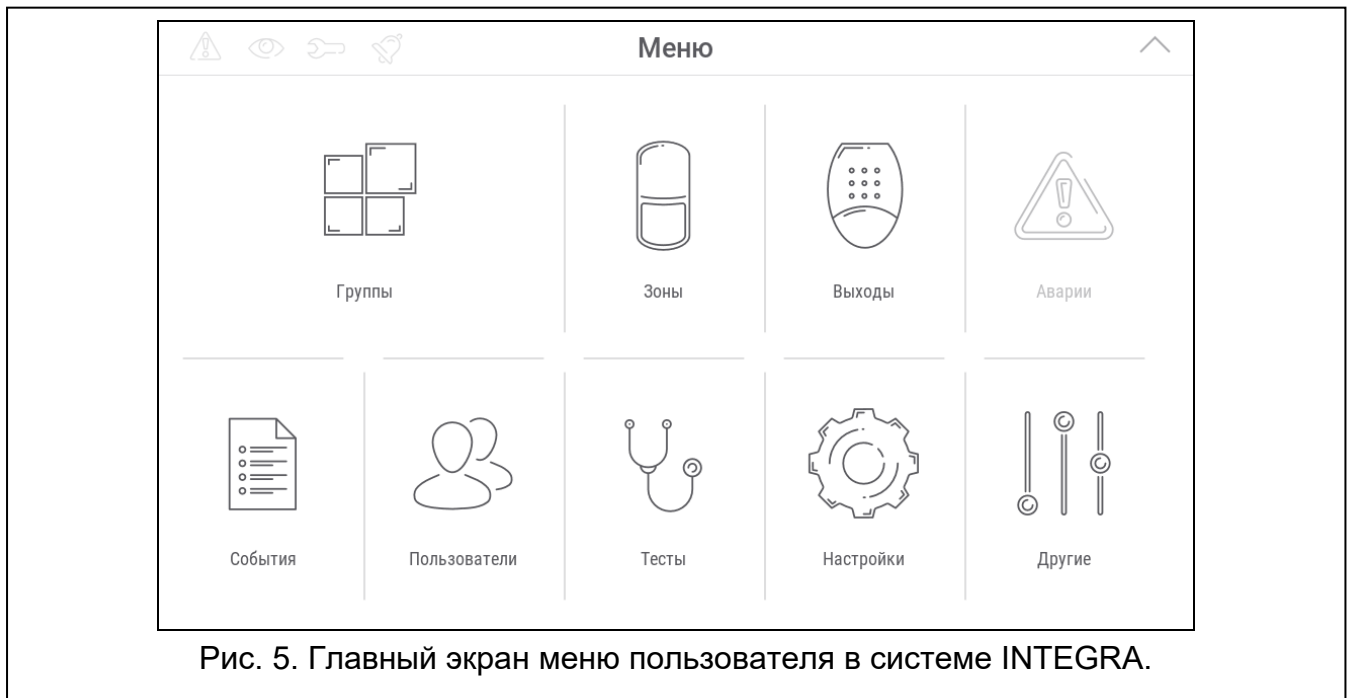 Меню
Группы
Зоны
Выходы
Аварии
События
Пользователи
Тесты
Настройки
Другие
Рис. 5. Главный экран меню пользователя в системе INTEGRA.